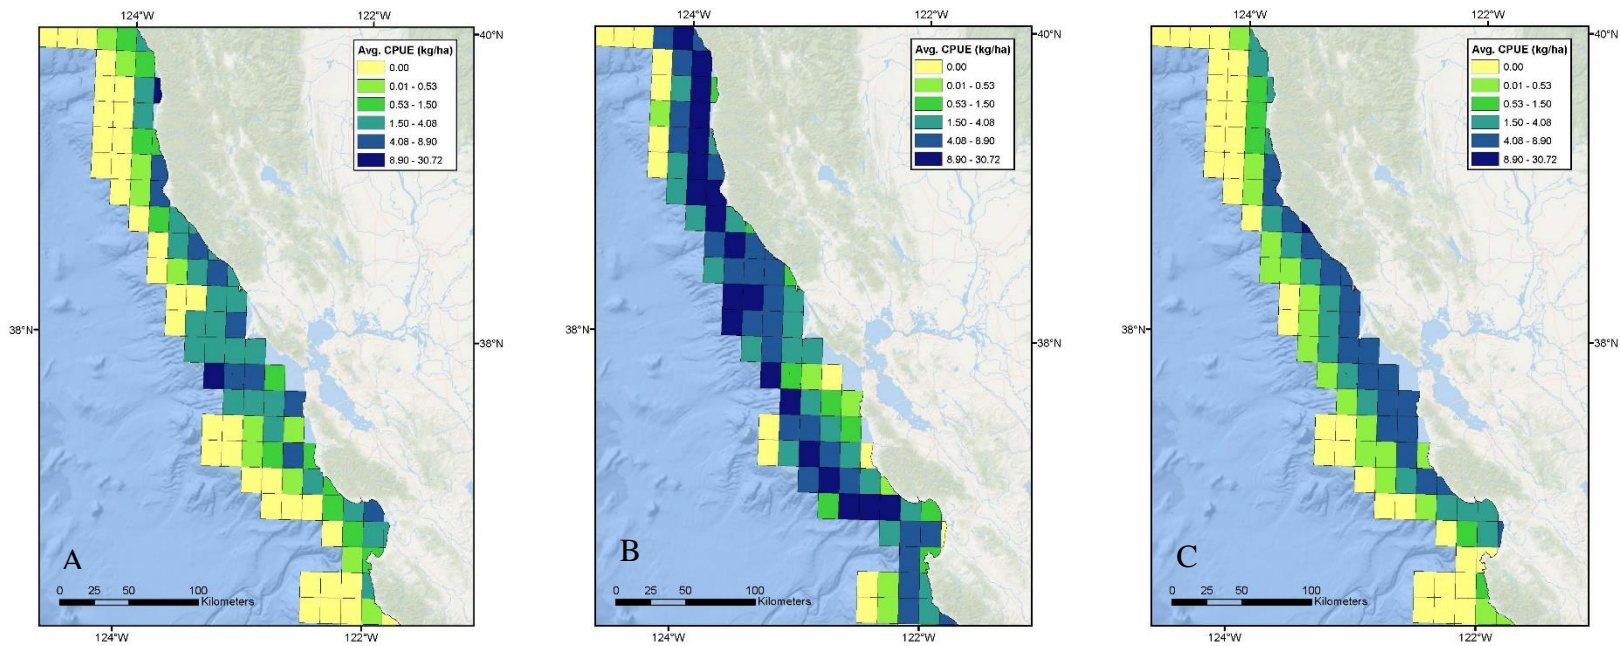 124°W 122°W
40°N
Avg. CPUE (kg/ha)
0.00
0.01 - 0.53
0.53 - 1.50
1.50 - 4.08
4.08 - 8.90
8.90 - 30.72
38°N
38°N
A
0 25 50 100
Kilometers
124°W 122°W
124°W 122°W
40°N
Avg. CPUE (kg/ha)
0.00
0.01 - 0.53
0.53 - 1.50
1.50 - 4.08
4.08 - 8.90
8.90 - 30.72
38°N
38°N
B
0 25 50 100
Kilometers
124°W 122°W
124°W 122°W
40°N
Avg. CPUE (kg/ha)
0.00
0.01 - 0.53
0.53 - 1.50
1.50 - 4.08
4.08 - 8.90
8.90 - 30.72
38°N
38°N
C
0 25 50 100
Kilometers
124°W 122°W